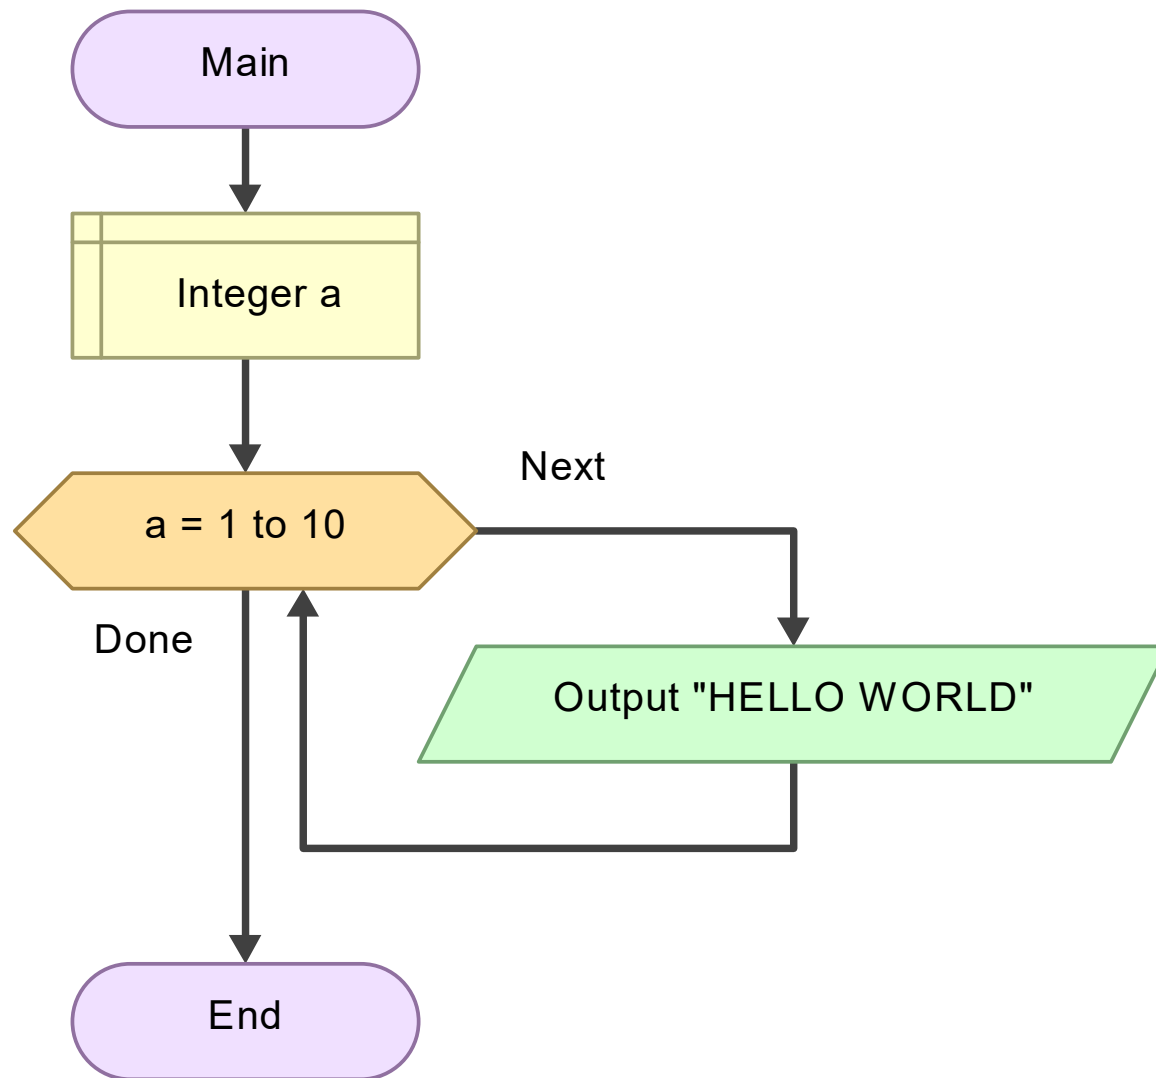 Main
Integer a
a = 1 to 10
Next
Done
Output "HELLO WORLD"
End